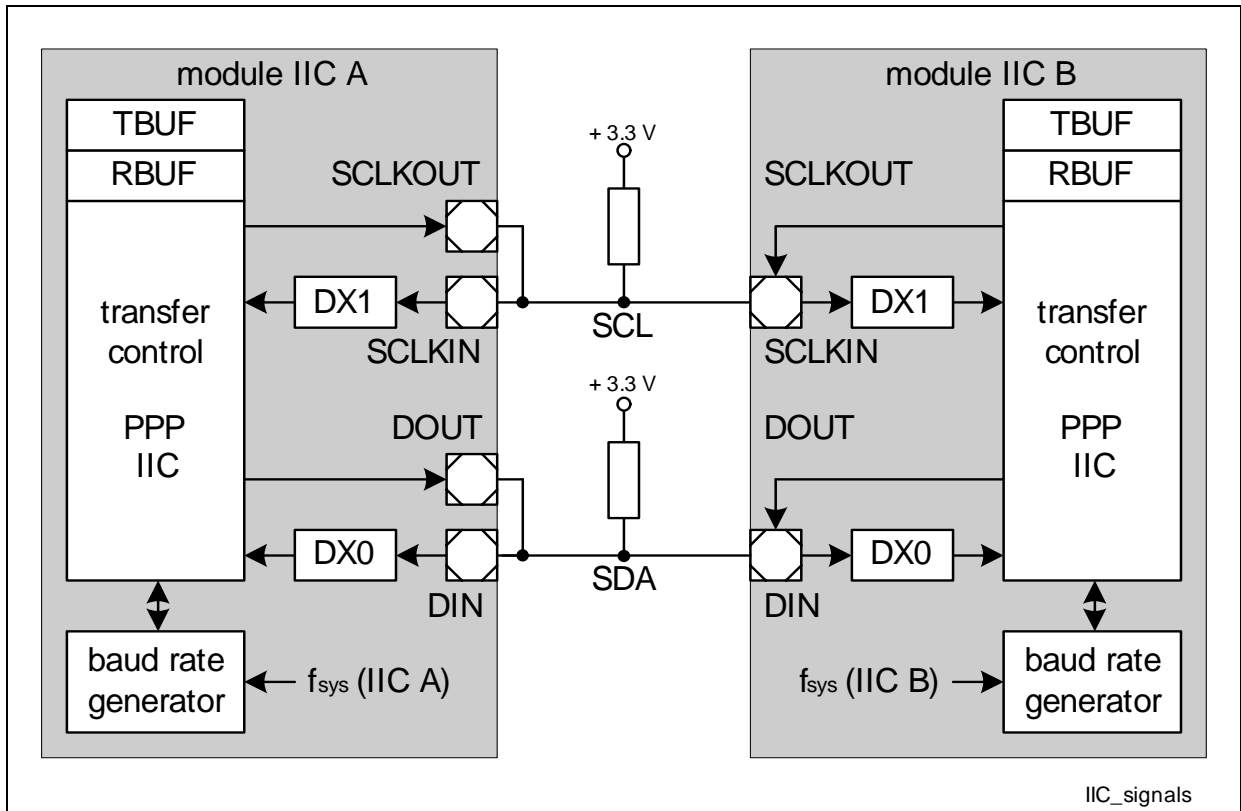 module IIC A
TBUF
RBUF
transfer
control
PPP
IIC
SCLKOUT
DX1
SCLKIN
DOUT
DX0
DIN
baud rate
generator
fsys (IIC A)
+ 3.3 V
SCL
+ 3.3 V
SDA
module IIC B
TBUF
RBUF
SCLKOUT
DX1
SCLKIN
transfer
control
PPP
IIC
DOUT
DX0
DIN
fsys (IIC B)
baud rate
generator
IIC_signals